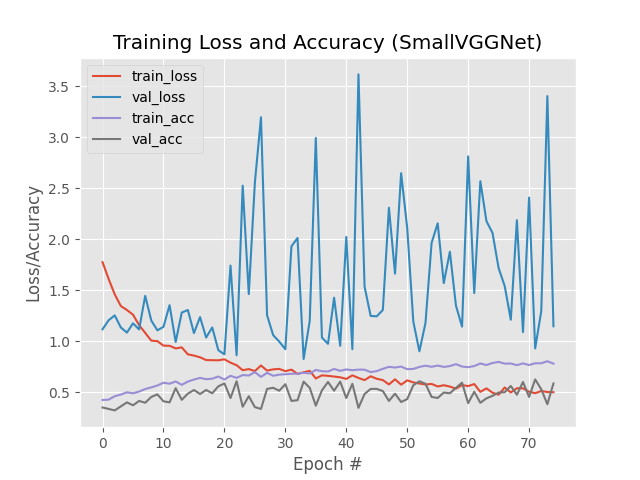 Training Loss and Accuracy (SmallVGGNet)
train_loss
val_loss
train_acc
val_acc
3.5
3.0
2.5
2.0
1.5
1.0
0.5
Loss/Accuracy
0 10 20 30 40 50 60 70
Epoch #